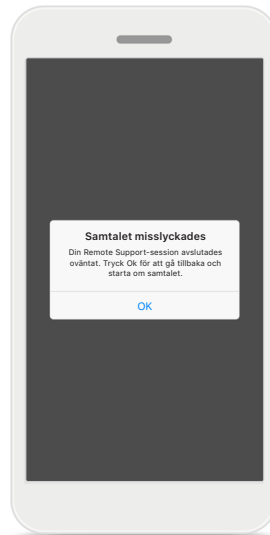 Samtalet misslyckades
Din Remote Support-session avslutades
oväntat. Tryck Ok för att gå tillbaka och
starta om samtalet.
OK